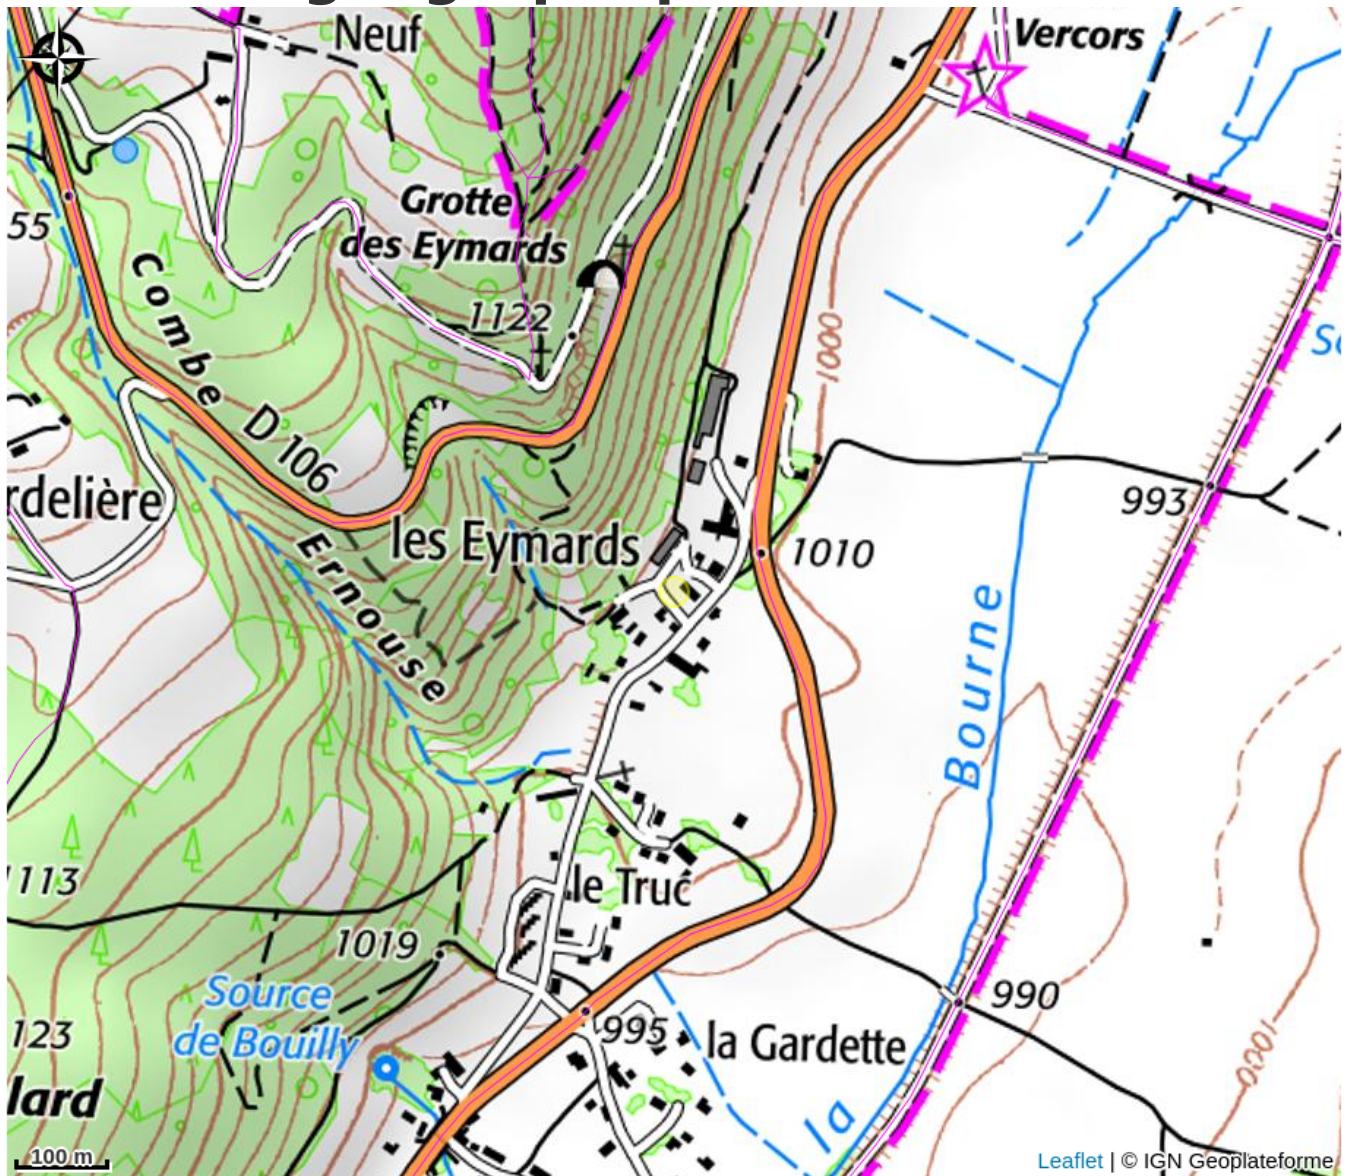 Neuf
Vercors
Grotte
des Eymards
55
Combe
1122
1000
S
D 106
993
rdelière
les Eymards
1010
Ernouse
Bourne
113
le Truc
1019
Source
de Bouilly
990
123
995
la Gardette
1000
lard
la
100 m
Leaflet | © IGN Geoplateforme